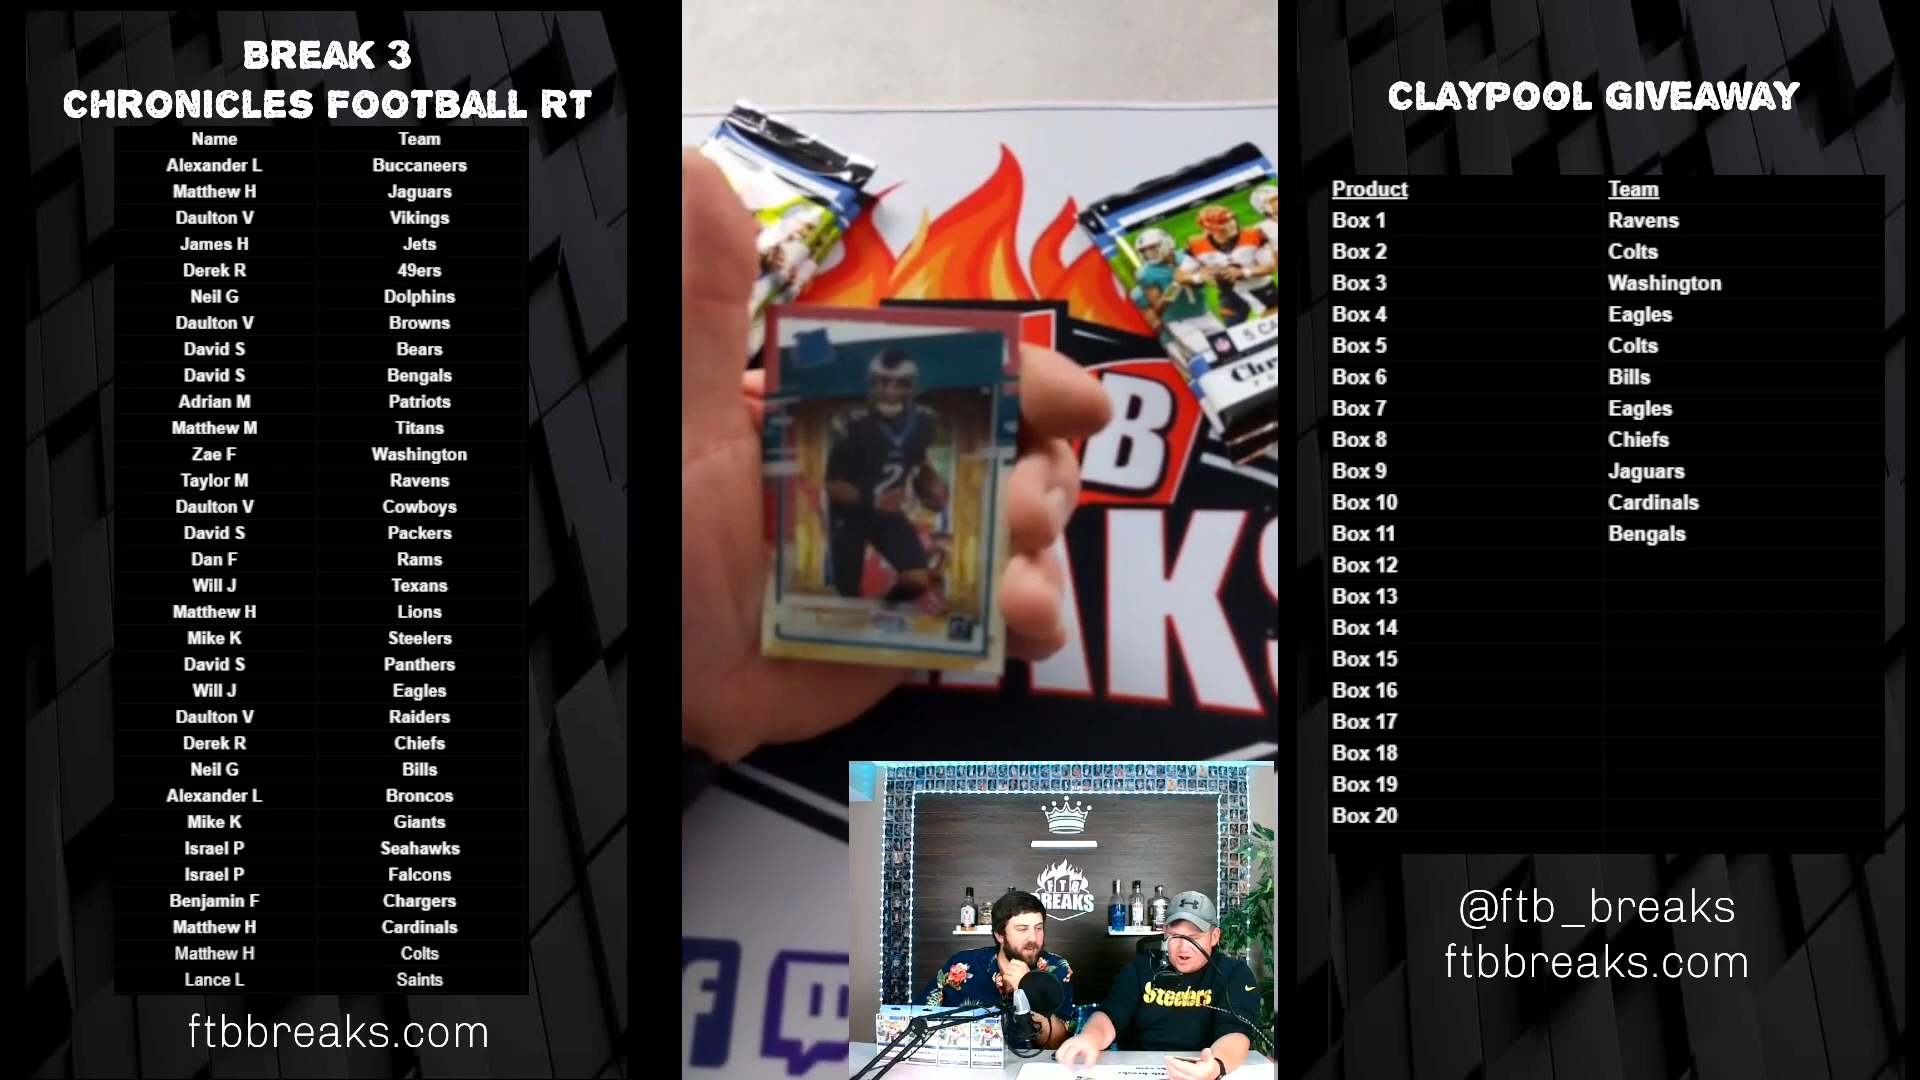 BREAK 3
CHRONICLES FOOTBALL RT
Name Team
Alexander L Buccaneers
Matthew H Jaguars
Daulton V Vikings
James H Jets
Derek R 49ers
Neil G Dolphins
Daulton V Browns
David S Bears
David S Bengals
Adrian M Patriots
Matthew M Titans
Zae F Washington
Taylor M Ravens
Daulton V Cowboys
David S Packers
Dan F Rams
Will J Texans
Matthew H Lions
Mike K Steelers
David S Panthers
Will J Eagles
Daulton V Raiders
Derek R Chiefs
Neil G Bills
Alexander L Broncos
Mike K Giants
Israel P Seahawks
Israel P Falcons
Benjamin F Chargers
Matthew H Cardinals
Matthew H Colts
Lance L Saints
ftbbreaks.com
FTB
BREAKS
Steelers
CLAYPOOL GIVEAWAY
Product Team
Box 1 Ravens
Box 2 Colts
Box 3 Washington
Box 4 Eagles
Box 5 Colts
Box 6 Bills
Box 7 Eagles
Box 8 Chiefs
Box 9 Jaguars
Box 10 Cardinals
Box 11 Bengals
Box 12
Box 13
Box 14
Box 15
Box 16
Box 17
Box 18
Box 19
Box 20
@ftb_breaks
ftbbreaks.com